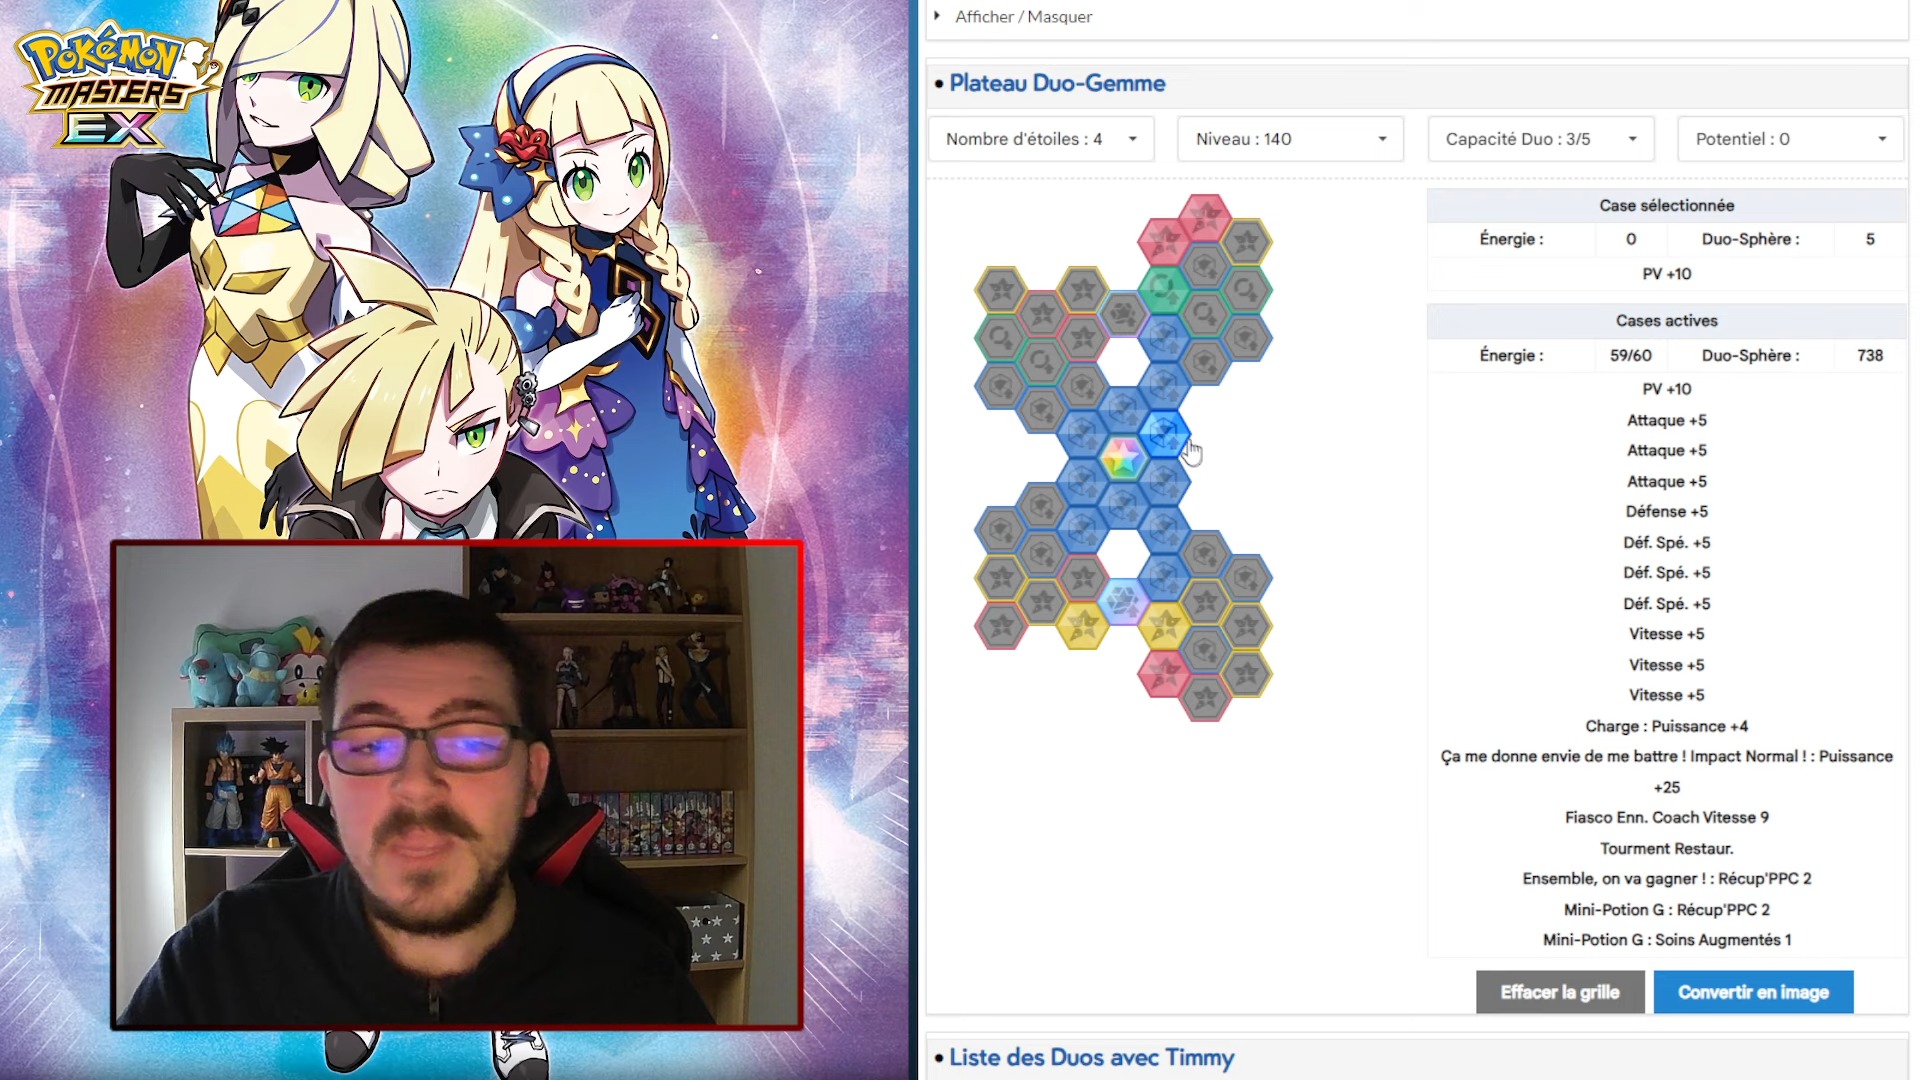 POKéMON
MASTERS
EX
Afficher / Masquer
• Plateau Duo-Gemme
Nombre d'étoiles : 4
Niveau : 140
Capacité Duo : 3/5
Potentiel : 0
Case sélectionnée
Énergie :
0
Duo-Sphère :
5
PV +10
Cases actives
Énergie :
59/60
Duo-Sphère :
738
PV +10
Attaque +5
Attaque +5
Attaque +5
Défense +5
Déf. Spé. +5
Déf. Spé. +5
Déf. Spé. +5
Vitesse +5
Vitesse +5
Vitesse +5
Charge : Puissance +4
Ça me donne envie de me battre ! Impact Normal ! : Puissance
+25
Fiasco Enn. Coach Vitesse 9
Tourment Restaur.
Ensemble, on va gagner ! : Récup'PPC 2
Mini-Potion G : Récup'PPC 2
Mini-Potion G : Soins Augmentés 1
Effacer la grille
Convertir en image
• Liste des Duos avec Timmy